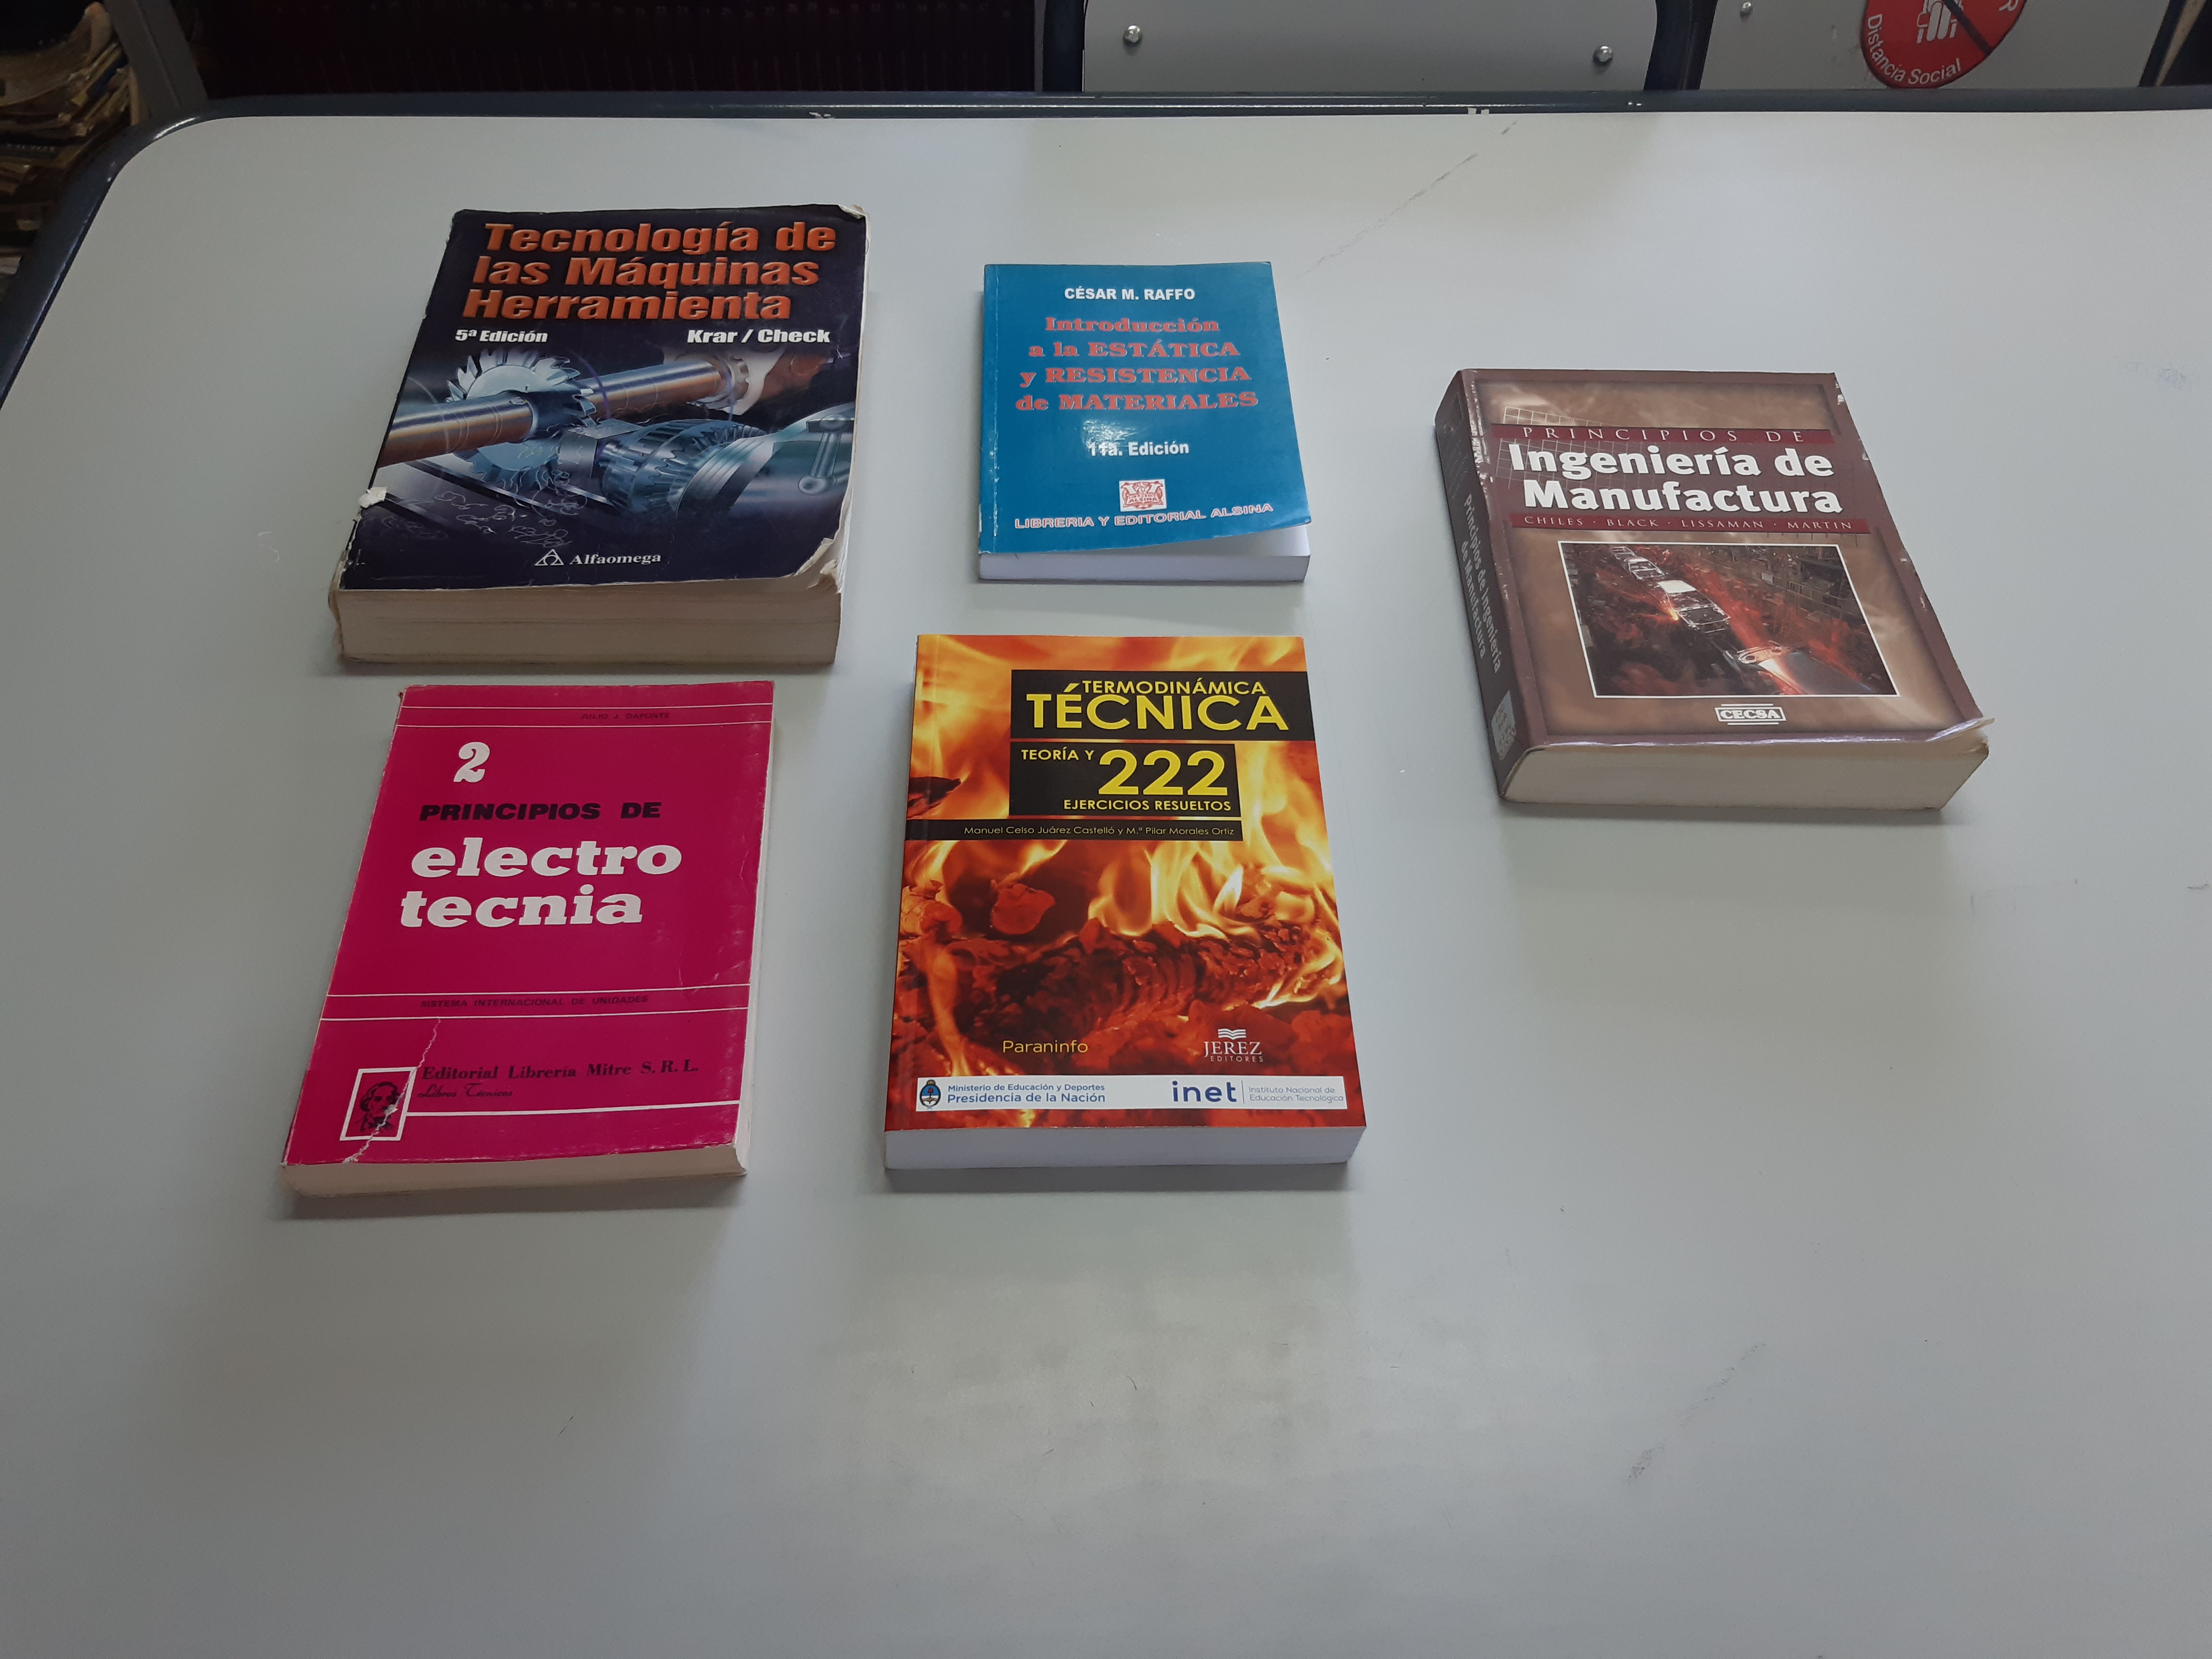 Distancia Social
Tecnología de
las Máquinas
Herramienta
5ª Edición
Krar / Check
Alfaomega
CÉSAR M. RAFFO
Introducción
a la ESTÁTICA
y RESISTENCIA
de MATERIALES
11a. Edición
LIBRERIA Y EDITORIAL ALSINA
PRINCIPIOS DE
Ingeniería de
Manufactura
CHILES · BLACK · LISSAMAN · MARTIN
CECSA
Principios de Ingeniería
de Manufactura
JULIO J. DAPONTE
2
PRINCIPIOS DE
electro
tecnia
SISTEMA INTERNACIONAL DE UNIDADES
Editorial Librería Mitre S. R. L.
Libros Técnicos
TERMODINÁMICA
TÉCNICA
TEORÍA Y 222
EJERCICIOS RESUELTOS
Manuel Celso Juárez Castelló y M.ª Pilar Morales Ortiz
Paraninfo
JEREZ
EDITORES
Ministerio de Educación y Deportes
Presidencia de la Nación
inet
Instituto Nacional de
Educación Tecnológica